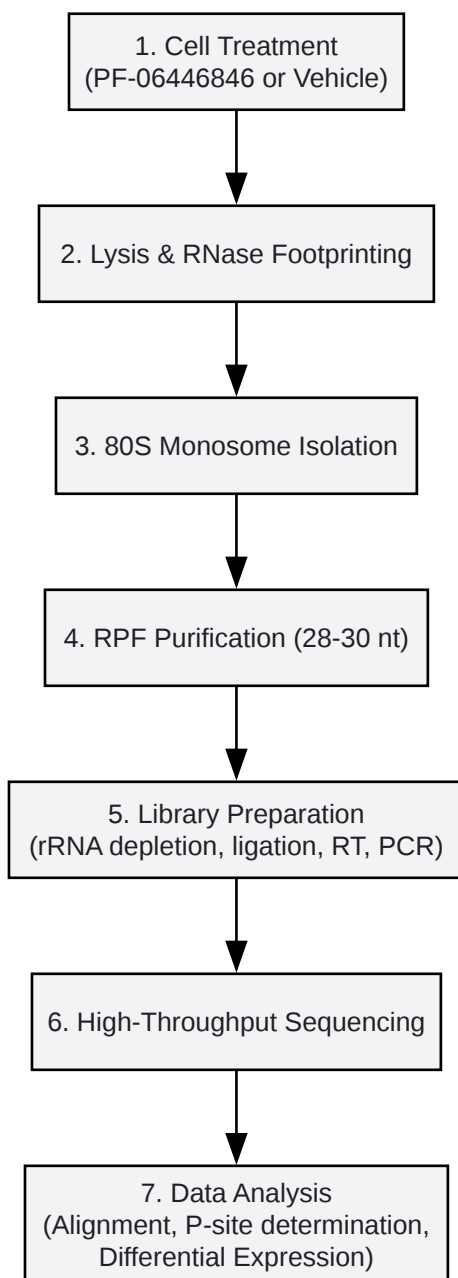 1. Cell Treatment
(PF-06446846 or Vehicle)
2. Lysis & RNase Footprinting
3. 80S Monosome Isolation
4. RPF Purification (28-30 nt)
5. Library Preparation
(rRNA depletion, ligation, RT, PCR)
6. High-Throughput Sequencing
7. Data Analysis
(Alignment, P-site determination,
Differential Expression)